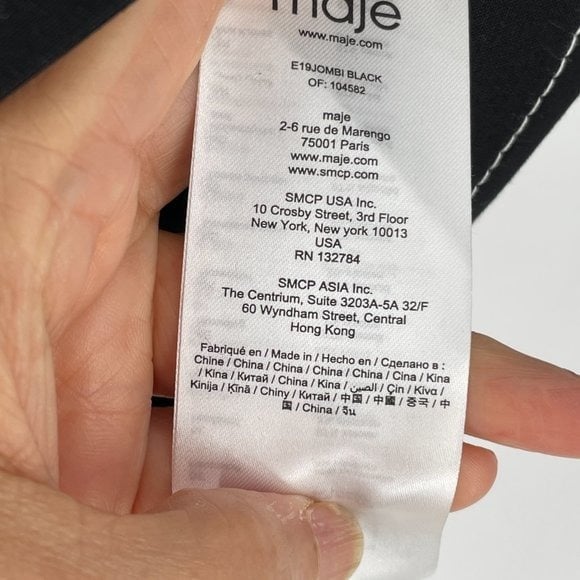 maje
www.maje.com
E19JOMBI BLACK
OF: 104582
maje
2-6 rue de Marengo
75001 Paris
www.maje.com
www.smcp.com
SMCP USA Inc.
10 Crosby Street, 3rd Floor
New York, New york 10013
USA
RN 132784
SMCP ASIA Inc.
The Centrium, Suite 3203A-5A 32/F
60 Wyndham Street, Central
Hong Kong
Fabriqué en / Made in / Hecho en / Сделано в :
Chine / China / China / China / China / Cina / Kina
/ Kina / Китай / China / Kina / الصين / Çin / Kīva /
Kinija / Ķīnā / Chiny / Китай / 中国 / 中國 / 중국 / 中
国 / China / จีน